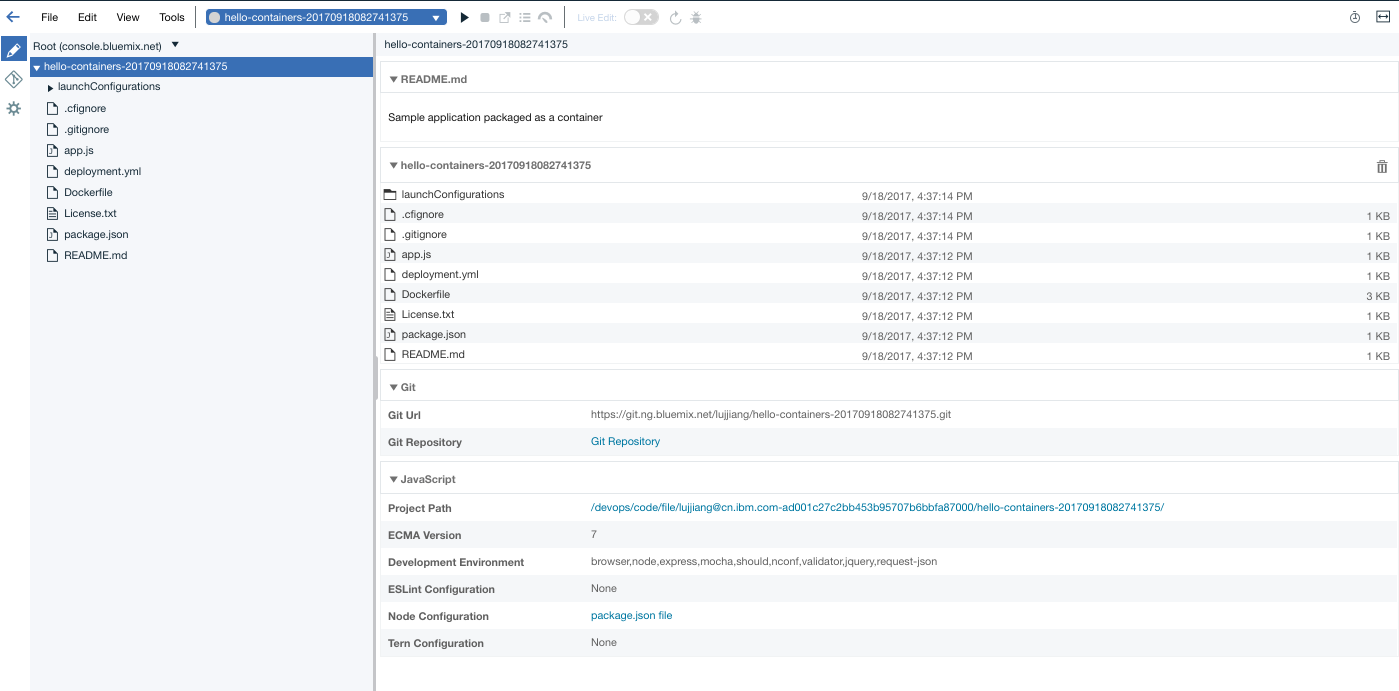 File Edit View Tools hello-containers-20170918082741375 Live Edit:
Root (console.bluemix.net)
hello-containers-20170918082741375
launchConfigurations
.cfignore
.gitignore
app.js
deployment.yml
Dockerfile
License.txt
package.json
README.md
hello-containers-20170918082741375
README.md
Sample application packaged as a container
hello-containers-20170918082741375
launchConfigurations 9/18/2017, 4:37:14 PM
.cfignore 9/18/2017, 4:37:14 PM 1 KB
.gitignore 9/18/2017, 4:37:14 PM 1 KB
app.js 9/18/2017, 4:37:12 PM 1 KB
deployment.yml 9/18/2017, 4:37:12 PM 1 KB
Dockerfile 9/18/2017, 4:37:12 PM 3 KB
License.txt 9/18/2017, 4:37:12 PM 1 KB
package.json 9/18/2017, 4:37:12 PM 1 KB
README.md 9/18/2017, 4:37:12 PM 1 KB
Git
Git Url https://git.ng.bluemix.net/lujjiang/hello-containers-20170918082741375.git
Git Repository Git Repository
JavaScript
Project Path /devops/code/file/lujjiang@cn.ibm.com-ad001c27c2bb453b95707b6bbfa87000/hello-containers-20170918082741375/
ECMA Version 7
Development Environment browser,node,express,mocha,should,nconf,validator,jquery,request-json
ESLint Configuration None
Node Configuration package.json file
Tern Configuration None